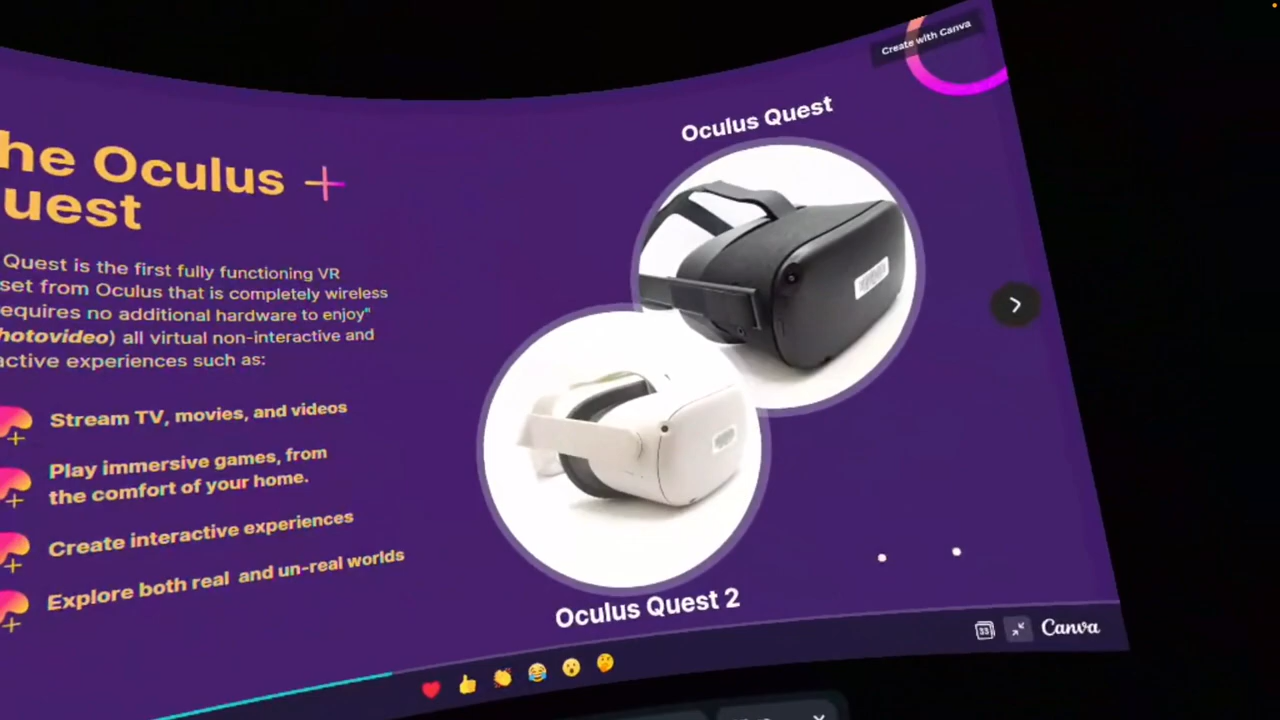 Create with Canva
he Oculus
uest
Quest is the first fully functioning VR
set from Oculus that is completely wireless
equires no additional hardware to enjoy"
hotovideo) all virtual non-interactive and
active experiences such as:
Stream TV, movies, and videos
Play immersive games, from
the comfort of your home.
Create interactive experiences
Explore both real and un-real worlds
Oculus Quest
Oculus Quest 2
33
Canva